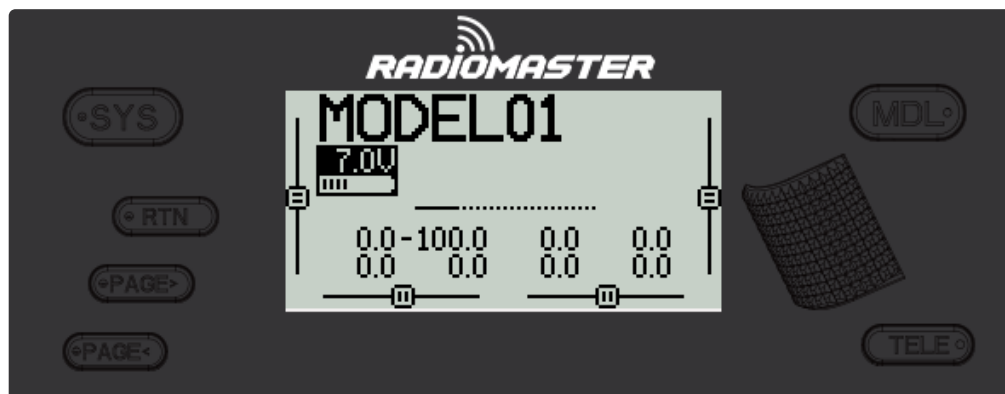 RADIOMASTER
SYS
MDL
MODEL01
7.0V
RTN
0.0 -100.0 0.0 0.0
0.0 0.0 0.0 0.0
PAGE>
PAGE<
TELE